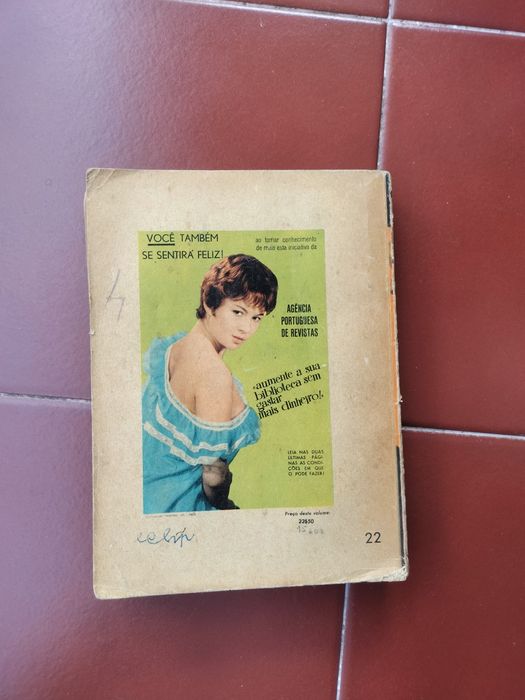 VOCÊ TAMBÉM
SE SENTIRÁ FELIZ!
ao tomar conhecimento
de mais esta iniciativa da
AGÊNCIA
PORTUGUESA
DE REVISTAS
«aumente a sua
biblioteca sem
gastar
mais dinheiro!»
LEIA NAS DUAS
ÚLTIMAS PÁGI-
NAS AS CONDI-
ÇÕES EM QUE
O PODE FAZER!
Preço deste volume:
22$50
22